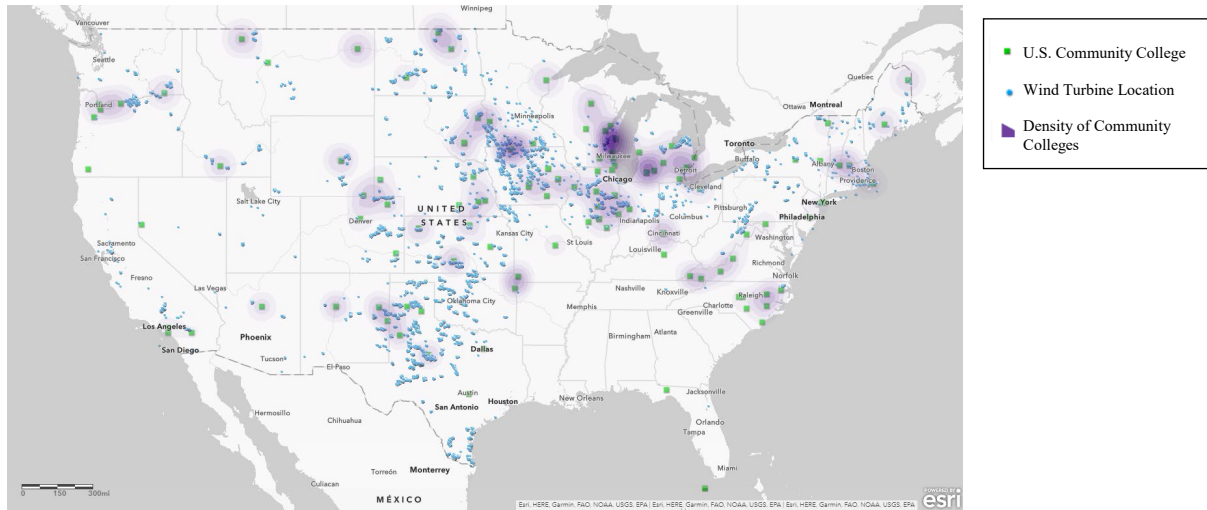 Vancouver
Winnipeg
Seattle
Portland
Quebec
Ottawa
Montreal
Minneapolis
Toronto
Milwaukee
Buffalo
Albany
Boston
Detroit
Providence
Chicago
Cleveland
Salt Lake City
UNITED
STATES
New York
Pittsburgh
Denver
Indianapolis
Columbus
Philadelphia
Sacramento
Kansas City
Cincinnati
Washington
San Francisco
St Louis
Louisville
Richmond
Fresno
Norfolk
Las Vegas
Nashville
Knoxville
Raleigh
Oklahoma City
Memphis
Charlotte
Greenville
Los Angeles
Phoenix
Birmingham
Atlanta
San Diego
Tucson
Dallas
El Paso
Jacksonville
Austin
Houston
New Orleans
San Antonio
Hermosillo
Chihuahua
Orlando
Tampa
Miami
Torreón
Monterrey
Culiacan
MÉXICO
0 150 300mi
Esri, HERE, Garmin, FAO, NOAA, USGS, EPA | Esri, HERE, Garmin, FAO, NOAA, USGS, EPA | Esri, HERE, Garmin, FAO, NOAA, USGS, EPA
POWERED BY
esri
U.S. Community College
Wind Turbine Location
Density of Community
Colleges